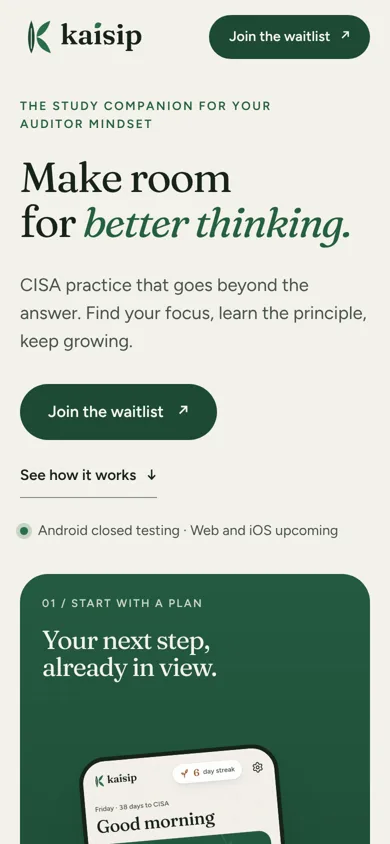 kaisip
Join the waitlist ↗
THE STUDY COMPANION FOR YOUR
AUDITOR MINDSET
Make room
for better thinking.
CISA practice that goes beyond the
answer. Find your focus, learn the principle,
keep growing.
Join the waitlist ↗
See how it works ↓
Android closed testing · Web and iOS upcoming
01 / START WITH A PLAN
Your next step,
already in view.
kaisip
6 day streak
Friday · 38 days to CISA
Good morning